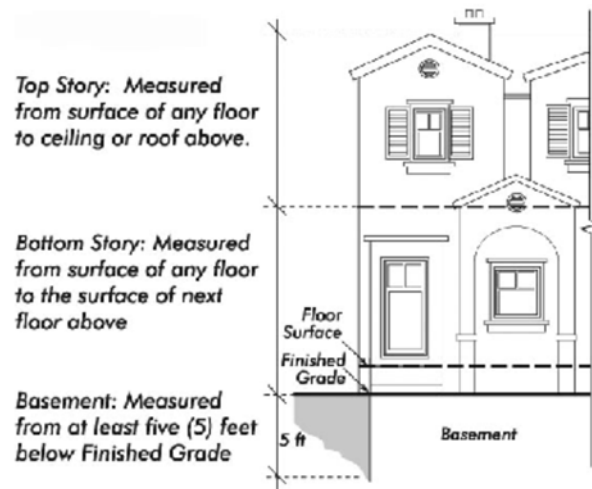 Top Story: Measured
from surface of any floor
to ceiling or roof above.
Bottom Story: Measured
from surface of any floor
to the surface of next
floor above
Floor
Surface
Finished
Grade
Basement: Measured
from at least five (5) feet
below Finished Grade
5 ft
Basement